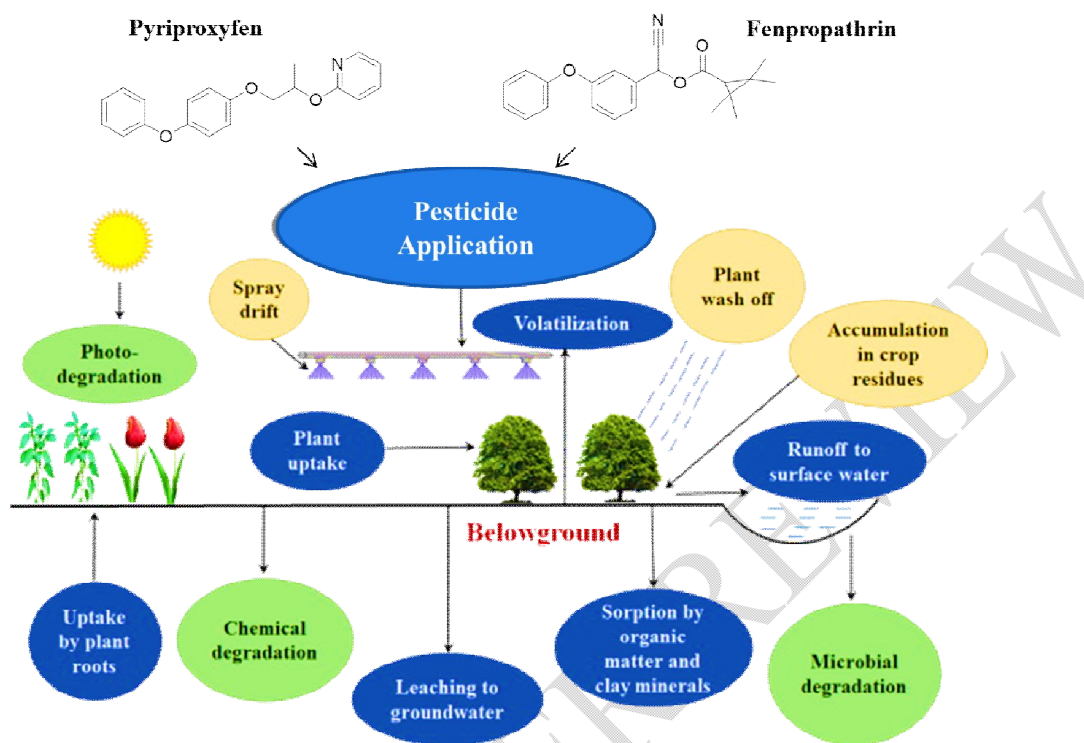 Pyriproxyfen
Fenpropathrin
N
O
O
O
N
O
O
O
Pesticide
Application
Spray
drift
Plant
wash off
Volatilization
Accumulation
in crop
residues
Photo-
degradation
Plant
uptake
Runoff to
surface water
Belowground
Uptake
by plant
roots
Chemical
degradation
Leaching to
groundwater
Sorption by
organic
matter and
clay minerals
Microbial
degradation